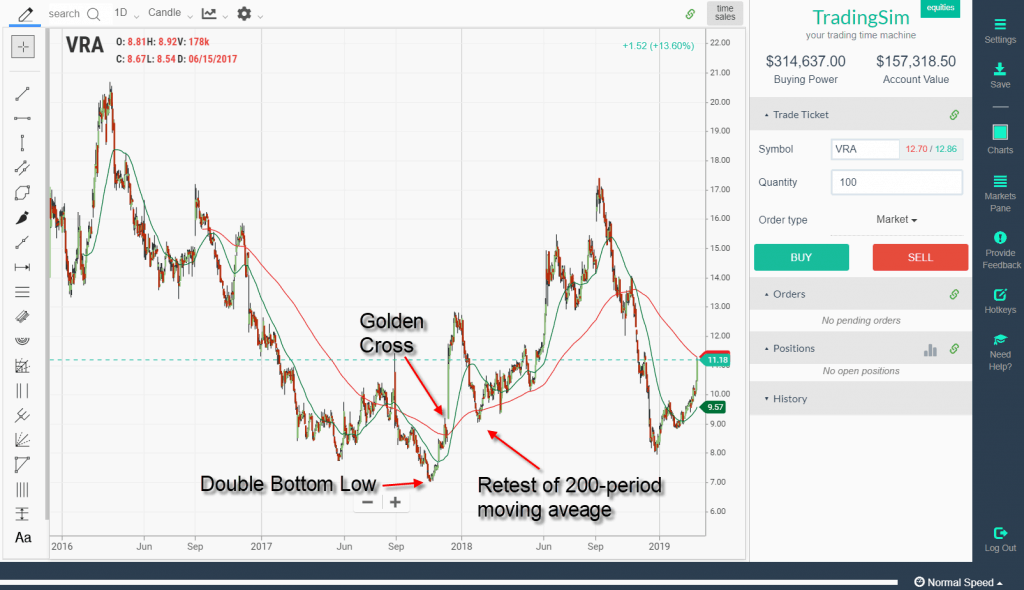 search
1D
Candle
time
sales
equities
TradingSim
your trading time machine
VRA
O: 8.81H: 8.92V: 178k
C: 8.67L: 8.54 D: 06/15/2017
+1.52 (+13.60%)
$314,637.00
$157,318.50
Buying Power
Account Value
Trade Ticket
Symbol
VRA
12.70 / 12.86
Quantity
100
Order type
Market
BUY
SELL
Orders
No pending orders
Positions
No open positions
History
Settings
Save
Charts
Markets
Pane
Provide
Feedback
Hotkeys
Need
Help?
Log Out
22.00
21.00
20.00
19.00
18.00
17.00
16.00
15.00
14.00
13.00
12.00
11.18
10.00
9.57
9.00
8.00
7.00
6.00
Golden
Cross
Double Bottom Low
Retest of 200-period
moving aveage
2016
Jun
Sep
2017
Jun
Sep
2018
Jun
Sep
2019
Aa
Normal Speed